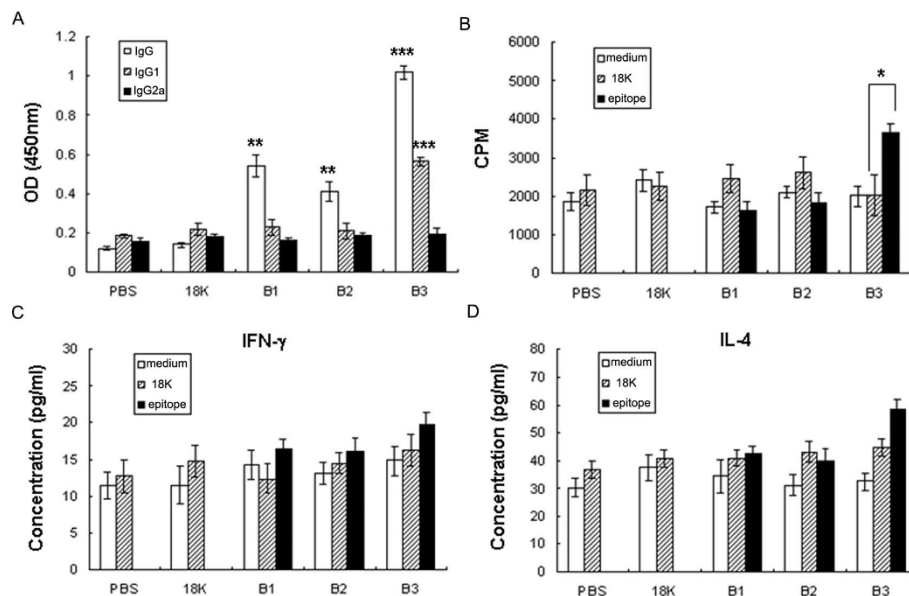 A
OD (450nm)
1.2
1
0.8
0.6
0.4
0.2
0
IgG
IgG1
IgG2a
**
**
***
***
PBS 18K B1 B2 B3
B
CPM
6000
5000
4000
3000
2000
1000
0
medium
18K
epitope
*
PBS 18K B1 B2 B3
C
IFN-γ
Concentration (pg/ml)
30
25
20
15
10
5
0
medium
18K
epitope
PBS 18K B1 B2 B3
D
IL-4
Concentration (pg/ml)
80
70
60
50
40
30
20
10
0
medium
18K
epitope
PBS 18K B1 B2 B3